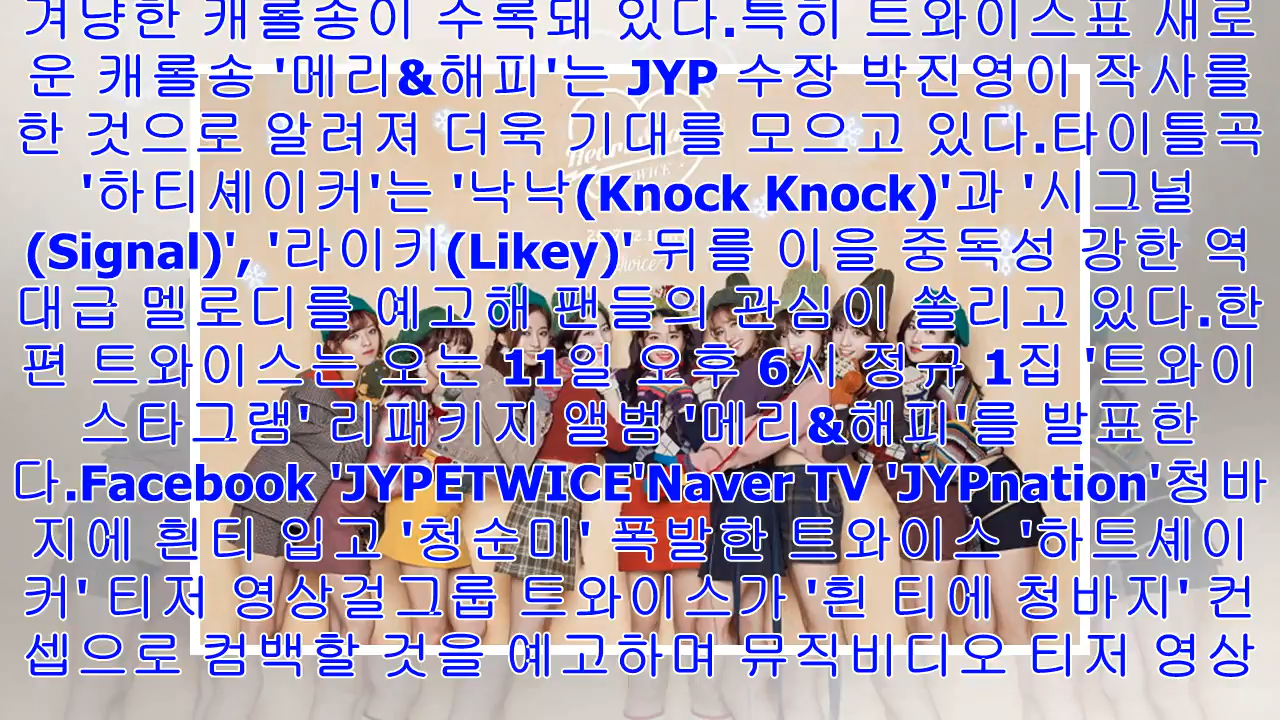 겨냥한 캐롤송이 수록돼 있다.특히 트와이스표 새로
운 캐롤송 '메리&해피'는 JYP 수장 박진영이 작사를
한 것으로 알려져 더욱 기대를 모으고 있다.타이틀곡
'하티셰이커'는 '낙낙(Knock Knock)'과 '시그널
(Signal)', '라이키(Likey)' 뒤를 이을 중독성 강한 역
대급 멜로디를 예고해 팬들의 관심이 쏠리고 있다.한
편 트와이스는 오는 11일 오후 6시 정규 1집 '트와이
스타그램' 리패키지 앨범 '메리&해피'를 발표한
다.Facebook 'JYPETWICE'Naver TV 'JYPnation'청바
지에 흰티 입고 '청순미' 폭발한 트와이스 '하트셰이
커' 티저 영상걸그룹 트와이스가 '흰 티에 청바지' 컨
셉으로 컴백할 것을 예고하며 뮤직비디오 티저 영상